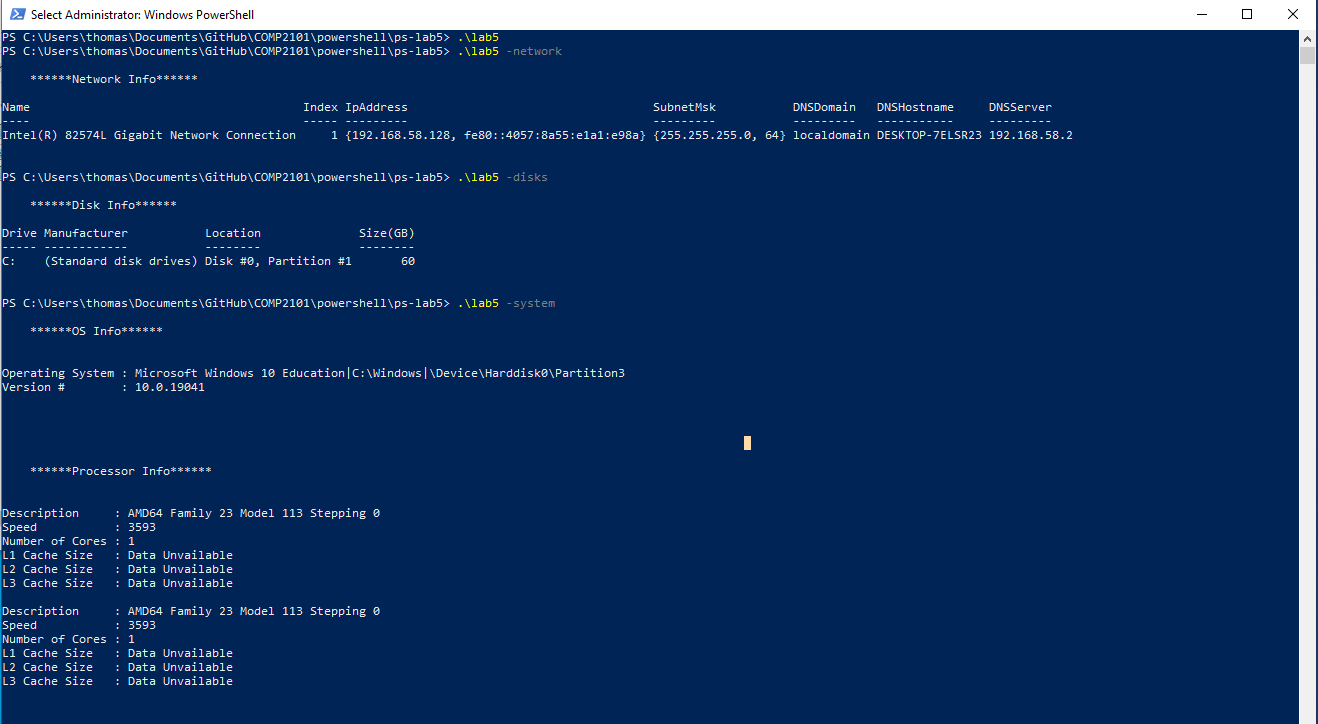 Select Administrator: Windows PowerShell
PS C:\Users\thomas\Documents\GitHub\COMP2101\powershell\ps-lab5> .\lab5
PS C:\Users\thomas\Documents\GitHub\COMP2101\powershell\ps-lab5> .\lab5 -network
******Network Info******
Name Index IpAddress SubnetMsk DNSDomain DNSHostname DNSServer
---- ----- --------- --------- --------- ----------- ---------
Intel(R) 82574L Gigabit Network Connection 1 {192.168.58.128, fe80::4057:8a55:e1a1:e98a} {255.255.255.0, 64} localdomain DESKTOP-7ELSR23 192.168.58.2
PS C:\Users\thomas\Documents\GitHub\COMP2101\powershell\ps-lab5> .\lab5 -disks
******Disk Info******
Drive Manufacturer Location Size(GB)
----- ------------ -------- --------
C: (Standard disk drives) Disk #0, Partition #1 60
PS C:\Users\thomas\Documents\GitHub\COMP2101\powershell\ps-lab5> .\lab5 -system
******OS Info******
Operating System : Microsoft Windows 10 Education|C:\Windows|\Device\Harddisk0\Partition3
Version # : 10.0.19041
******Processor Info******
Description : AMD64 Family 23 Model 113 Stepping 0
Speed : 3593
Number of Cores : 1
L1 Cache Size : Data Unvailable
L2 Cache Size : Data Unvailable
L3 Cache Size : Data Unvailable
Description : AMD64 Family 23 Model 113 Stepping 0
Speed : 3593
Number of Cores : 1
L1 Cache Size : Data Unvailable
L2 Cache Size : Data Unvailable
L3 Cache Size : Data Unvailable